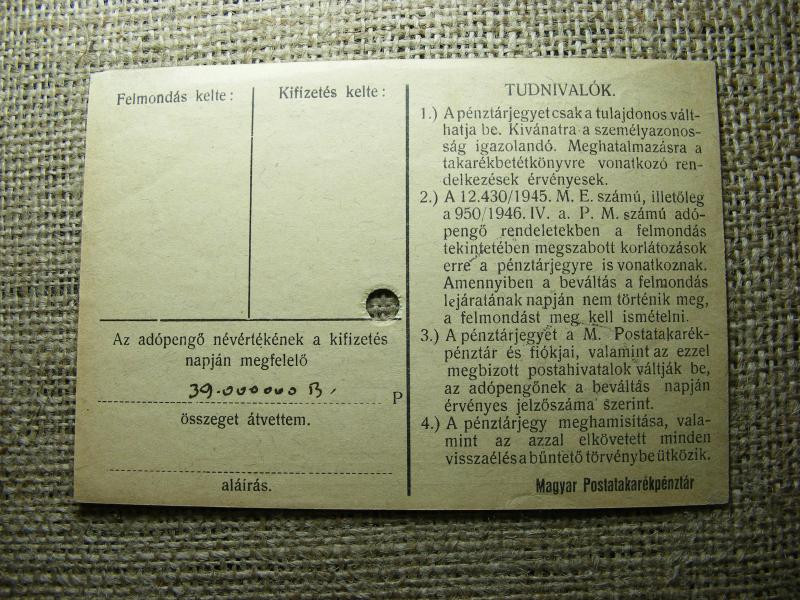 Felmondás kelte:
Kifizetés kelte:
Az adópengő névértékének a kifizetés
napján megfelelő
39.000000 B. P
összeget átvettem.
aláírás.
TUDNIVALÓK.
1.) A pénztárjegyet csak a tulajdonos vált-
hatja be. Kivánatra a személyazonos-
ság igazolandó. Meghatalmazásra a
takarékbetétkönyvre vonatkozó ren-
delkezések érvényesek.
2.) A 12.430/1945. M. E. számú, illetőleg
a 950/1946. IV. a. P. M. számú adó-
pengő rendeletekben a felmondás
tekintetében megszabott korlátozások
erre a pénztárjegyre is vonatkoznak.
Amennyiben a beváltás a felmondás
lejáratának napján nem történik meg,
a felmondást meg kell ismételni.
3.) A pénztárjegyet a M. Postatakarék-
pénztár és fiókjai, valamint az ezzel
megbizott postahivatalok váltják be,
az adópengőnek a beváltás napján
érvényes jelzőszáma szerint.
4.) A pénztárjegy meghamisítása, vala-
mint az azzal elkövetett minden
visszaélés a bűntető törvénybe ütközik.
Magyar Postatakarékpénztár